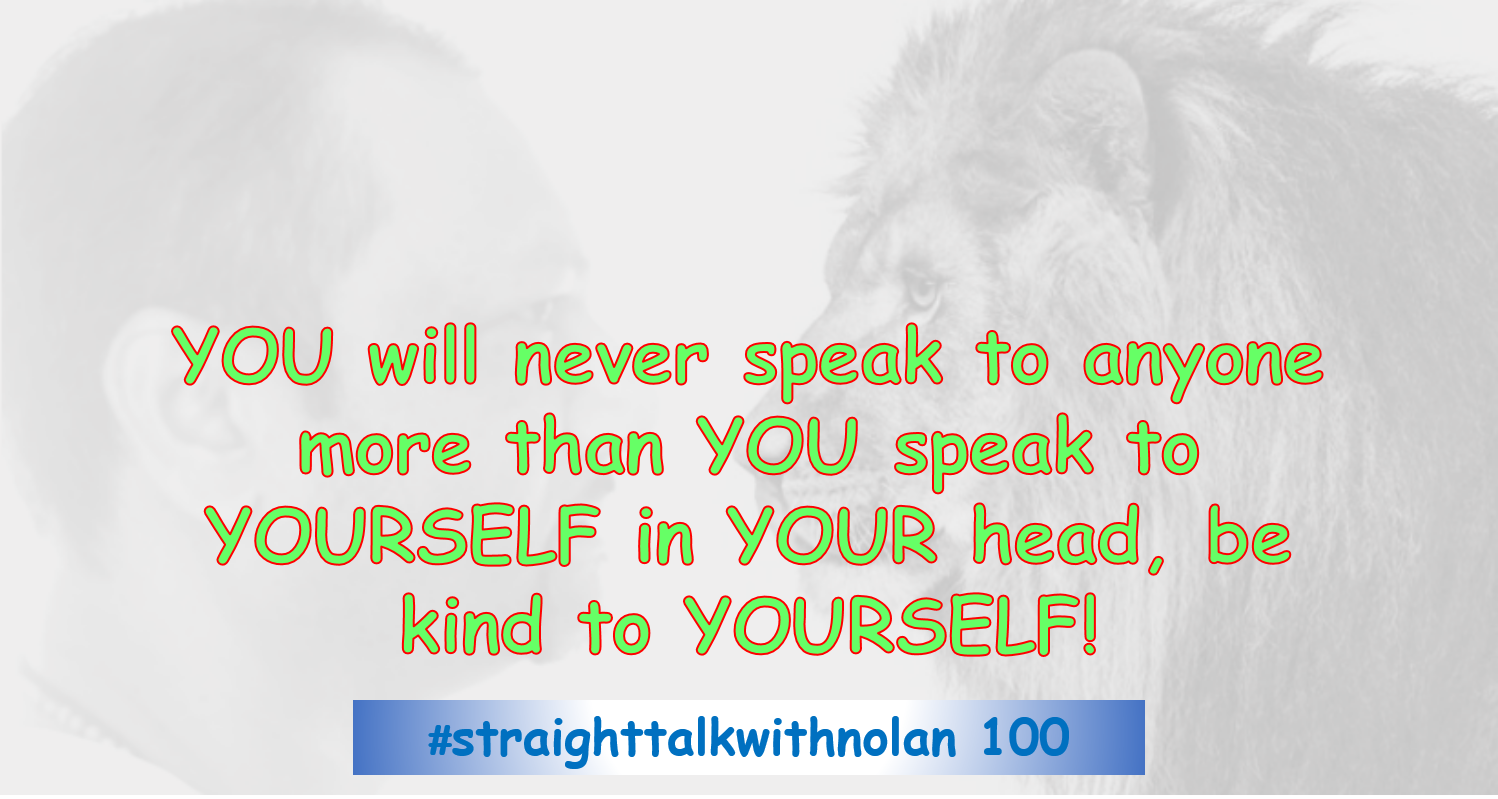 YOU will never speak to anyone
more than YOU speak to
YOURSELF in YOUR head, be
kind to YOURSELF!
#straighttalkwithnolan 100